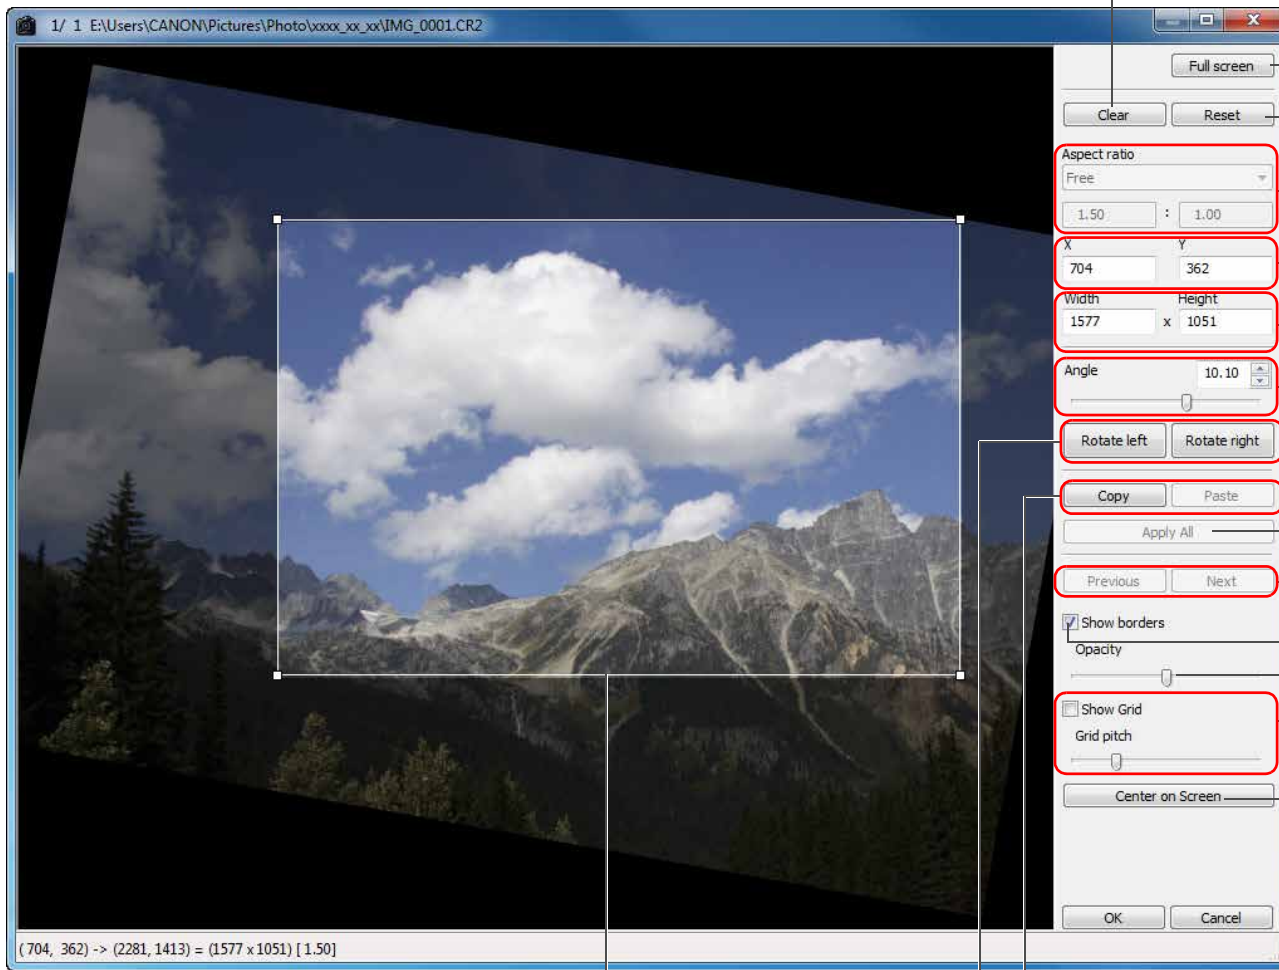 1/ 1 E:\Users\CANON\Pictures\Photo\xxxx_xx_xx\IMG_0001.CR2
Full screen
Clear Reset
Aspect ratio
Free
1.50 : 1.00
X Y
704 362
Width Height
1577 x 1051
Angle 10.10
Rotate left Rotate right
Copy Paste
Apply All
Previous Next
Show borders
Opacity
Show Grid
Grid pitch
Center on Screen
OK Cancel
( 704, 362) -> (2281, 1413) = (1577 x 1051) [ 1.50]